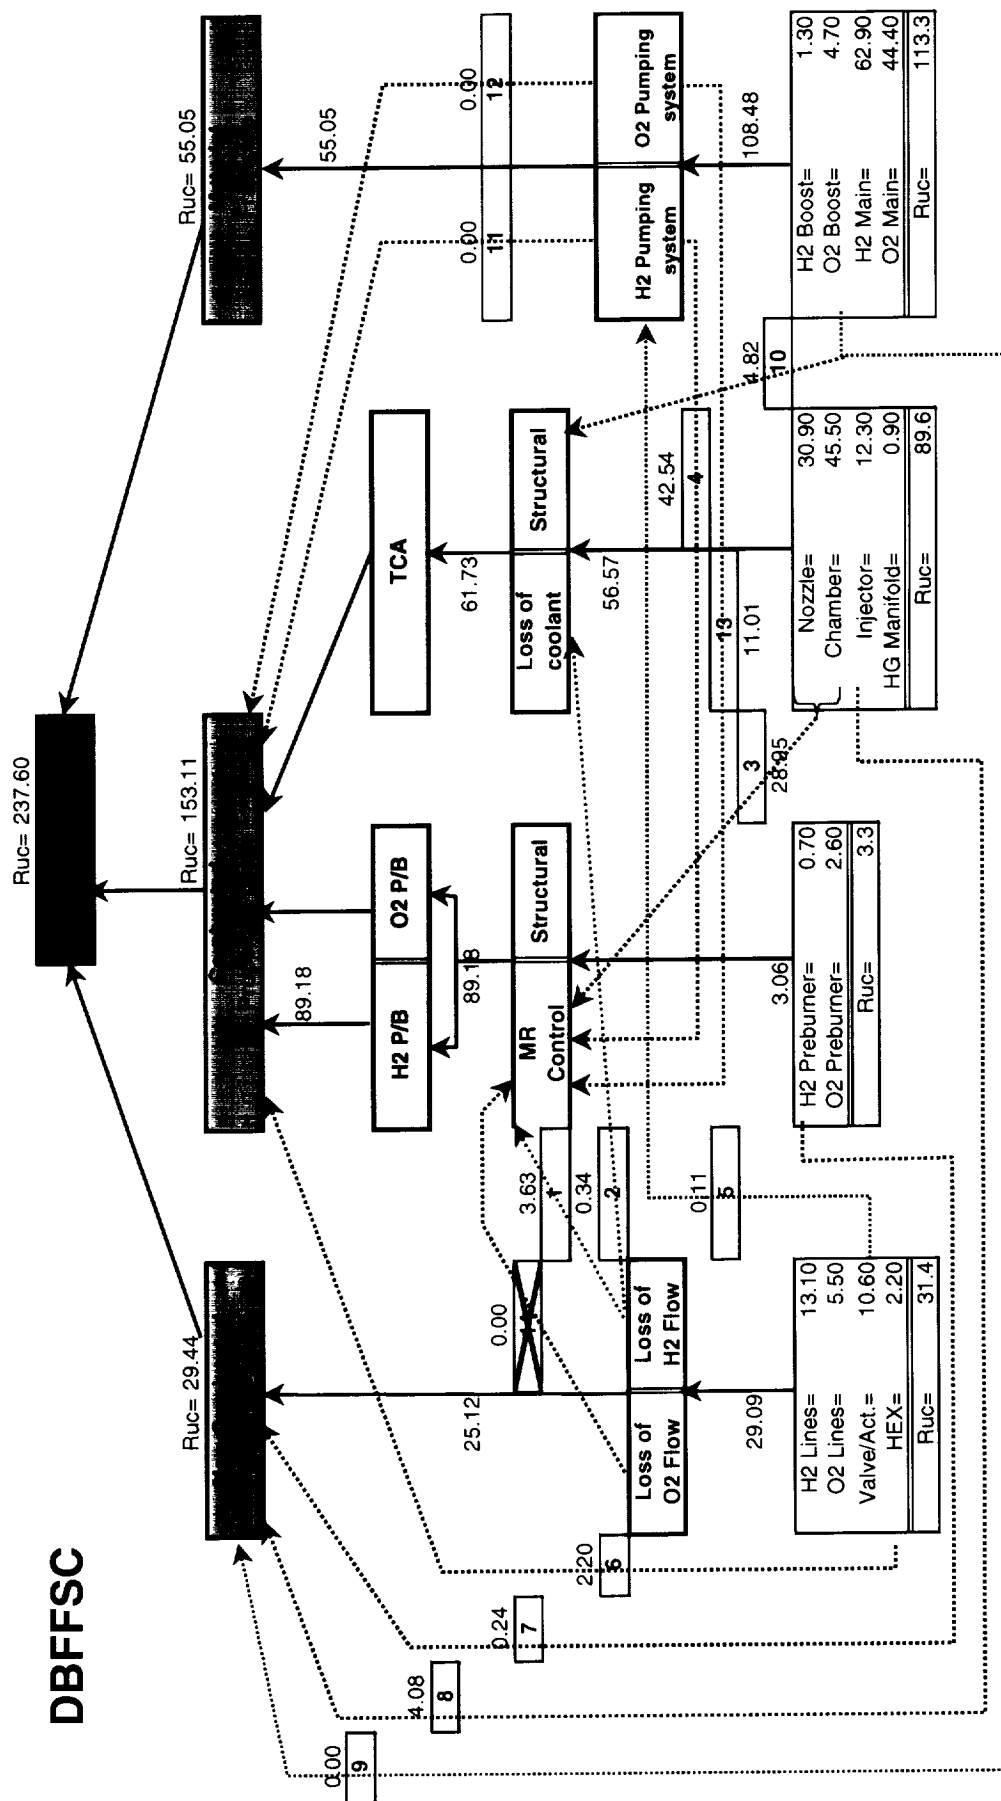 DBFFSC
Ruc= 237.60
Ruc= 29.44
Ruc= 153.11
Ruc= 55.05
55.05
89.18
H2 P/B
O2 P/B
TCA
0.00
9
4.08
8
0.24
7
2.20
6
25.12
0.00
3.63
1
0.34
2
0.11
5
89.18
61.73
0.00
11
0.00
12
MR
Control
Structural
Loss of
coolant
Structural
H2 Pumping
system
O2 Pumping
system
Loss of
O2 Flow
Loss of
H2 Flow
56.57
42.54
4
13
11.01
3
28.95
4.82
10
29.09
3.06
108.48
H2 Lines= 13.10
O2 Lines= 5.50
Valve/Act.= 10.60
HEX= 2.20
Ruc= 31.4
H2 Preburner= 0.70
O2 Preburner= 2.60
Ruc= 3.3
Nozzle= 30.90
Chamber= 45.50
Injector= 12.30
HG Manifold= 0.90
Ruc= 89.6
H2 Boost= 1.30
O2 Boost= 4.70
H2 Main= 62.90
O2 Main= 44.40
Ruc= 113.3